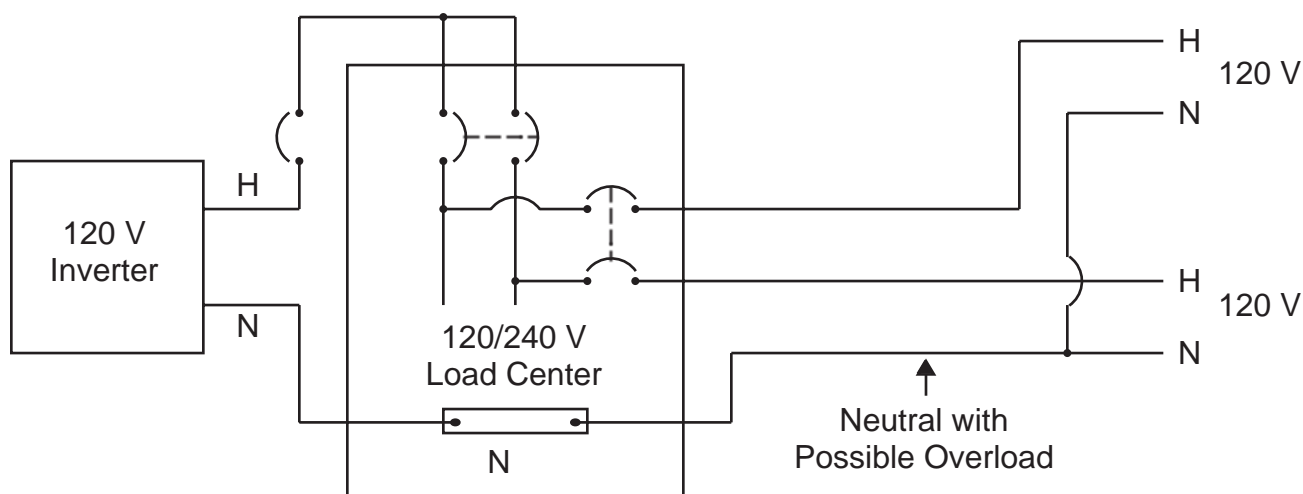 H
120 V
N
H
120 V
Inverter
N
120/240 V
Load Center
N
H
120 V
N
Neutral with
Possible Overload